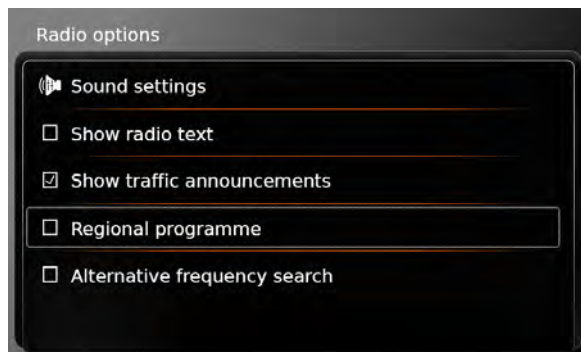 Radio options
Sound settings
Show radio text
Show traffic announcements
Regional programme
Alternative frequency search